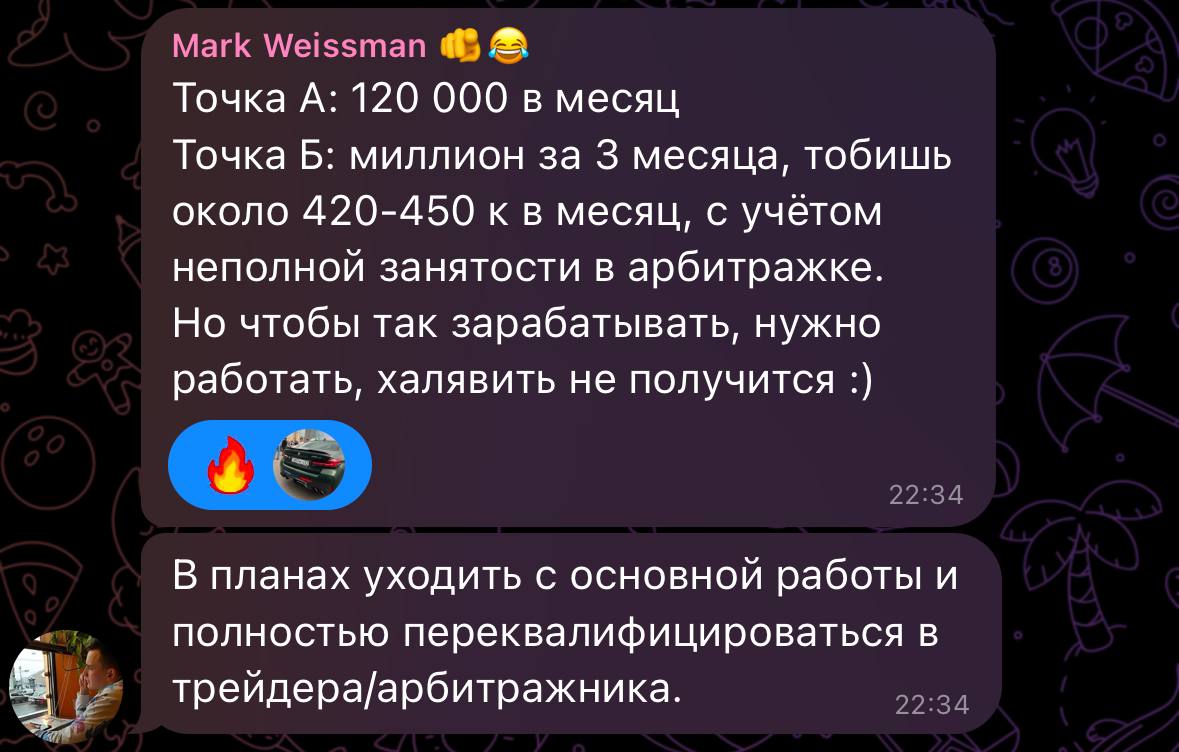 Mark Weissman 🫵😂
Точка А: 120 000 в месяц
Точка Б: миллион за 3 месяца, тобишь
около 420-450 к в месяц, с учётом
неполной занятости в арбитражке.
Но чтобы так зарабатывать, нужно
работать, халявить не получится :)
22:34
В планах уходить с основной работы и
полностью переквалифицироваться в
трейдера/арбитражника.
22:34